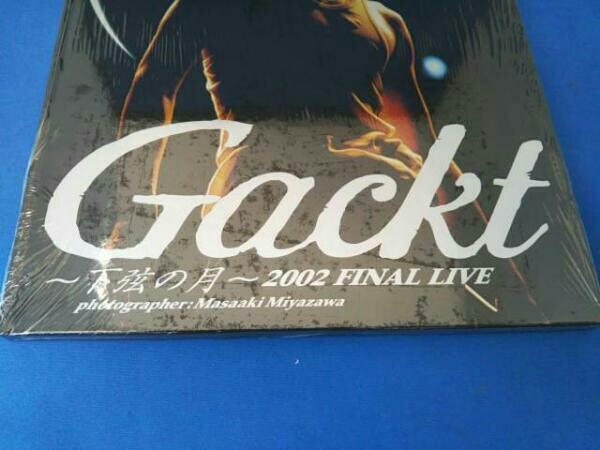 Gackt
～下弦の月～2002 FINAL LIVE
photographer:Masaaki Miyazawa